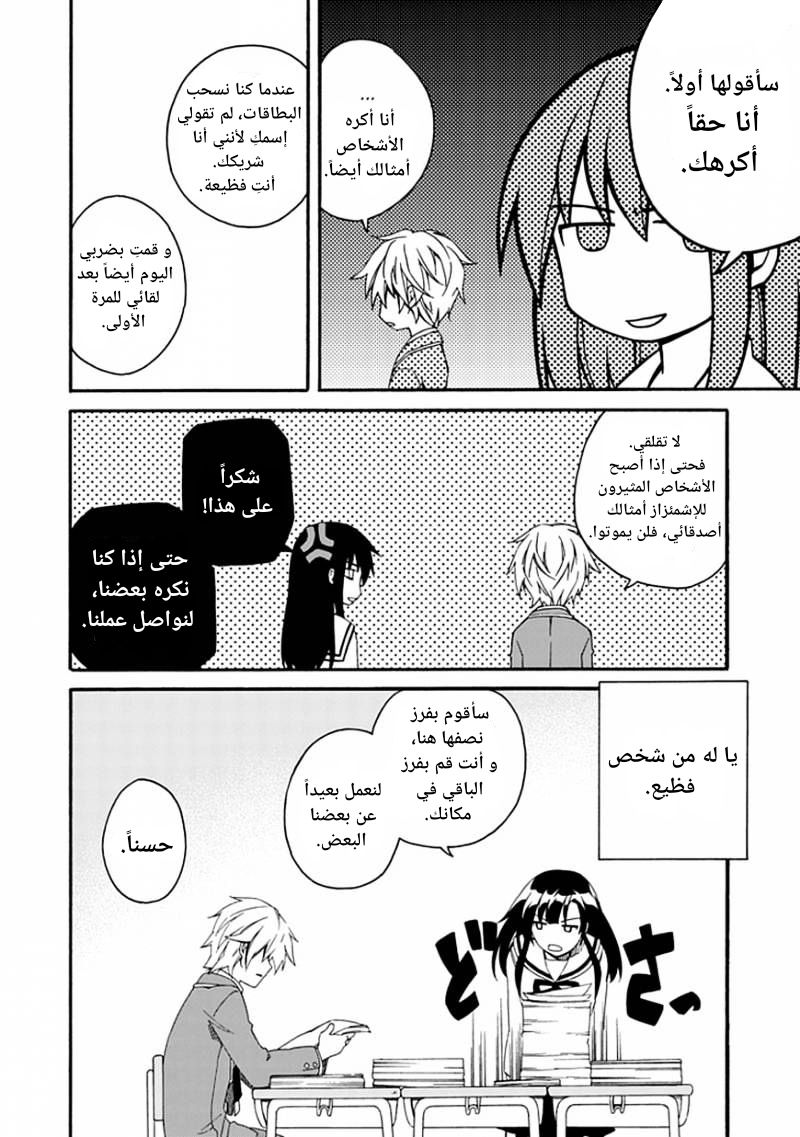 سأقولها أولاً.
أنا حقاً
أكرهك.
...
أنا أكره
الأشخاص
أمثالك أيضاً.
عندما كنا نسحب
البطاقات، لم تقولي
إسمكِ لأنني أنا
شريكك.
أنتِ فظيعة.
و قمتِ بضربي
اليوم أيضاً بعد
لقائي للمرة
الأولى.
لا تقلقي.
فحتى إذا أصبح
الأشخاص المثيرون
للإشمئزاز أمثالك
أصدقائي، فلن يموتوا.
شكراً
على هذا!
حتى إذا كنا
نكره بعضنا،
لنواصل عملنا.
يا له من شخص
فظيع.
سأقوم بفرز
نصفها هنا،
و أنت قم بفرز
الباقي في
مكانك.
لنعمل بعيداً
عن بعضنا
البعض.
حسناً.
どさっ